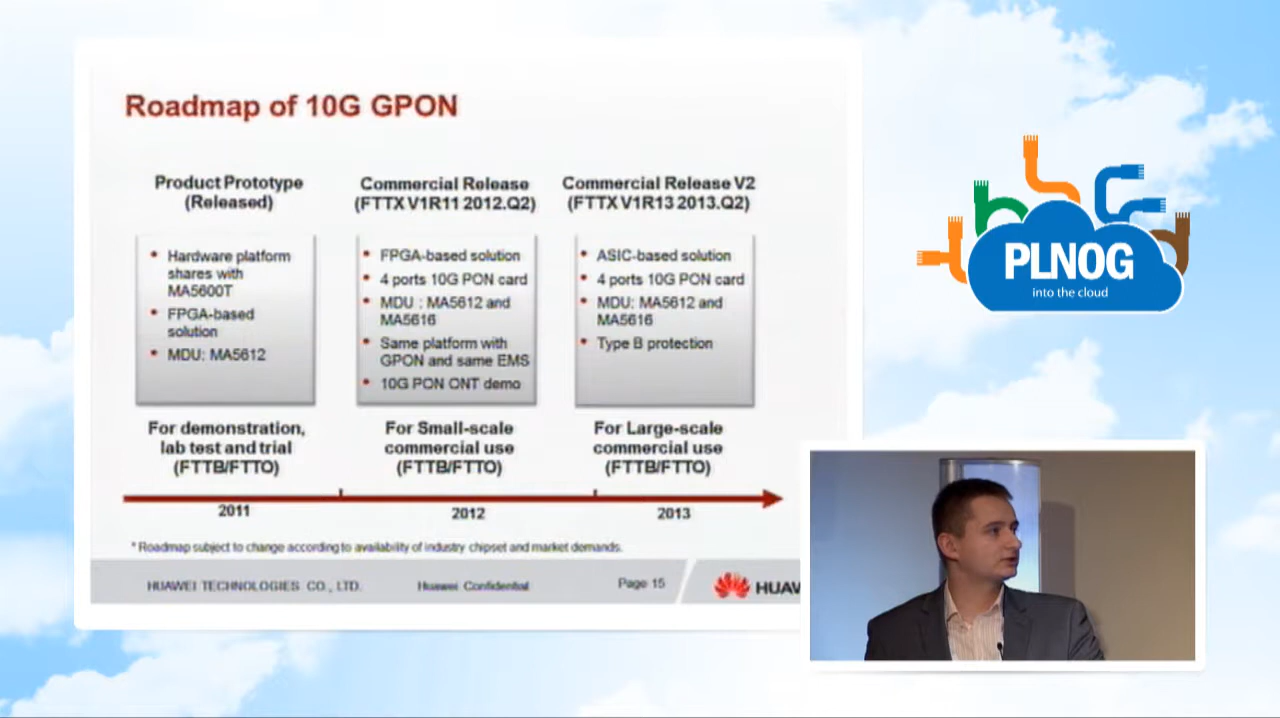 Roadmap of 10G GPON
Product Prototype
(Released)
• Hardware platform
shares with
MA5600T
• FPGA-based
solution
• MDU: MA5612
For demonstration,
lab test and trial
(FTTB/FTTO)
Commercial Release
(FTTX V1R11 2012.Q2)
• FPGA-based solution
• 4 ports 10G PON card
• MDU : MA5612 and
MA5616
• Same platform with
GPON and same EMS
• 10G PON ONT demo
For Small-scale
commercial use
(FTTB/FTTO)
Commercial Release V2
(FTTX V1R13 2013.Q2)
• ASIC-based solution
• 4 ports 10G PON card
• MDU: MA5612 and
MA5616
• Type B protection
For Large-scale
commercial use
(FTTB/FTTO)
2011
2012
2013
* Roadmap subject to change according to availability of industry chipset and market demands.
HUAWEI TECHNOLOGIES CO., LTD.
Huawei Confidential
Page 15
HUAW
PLNOG
into the cloud